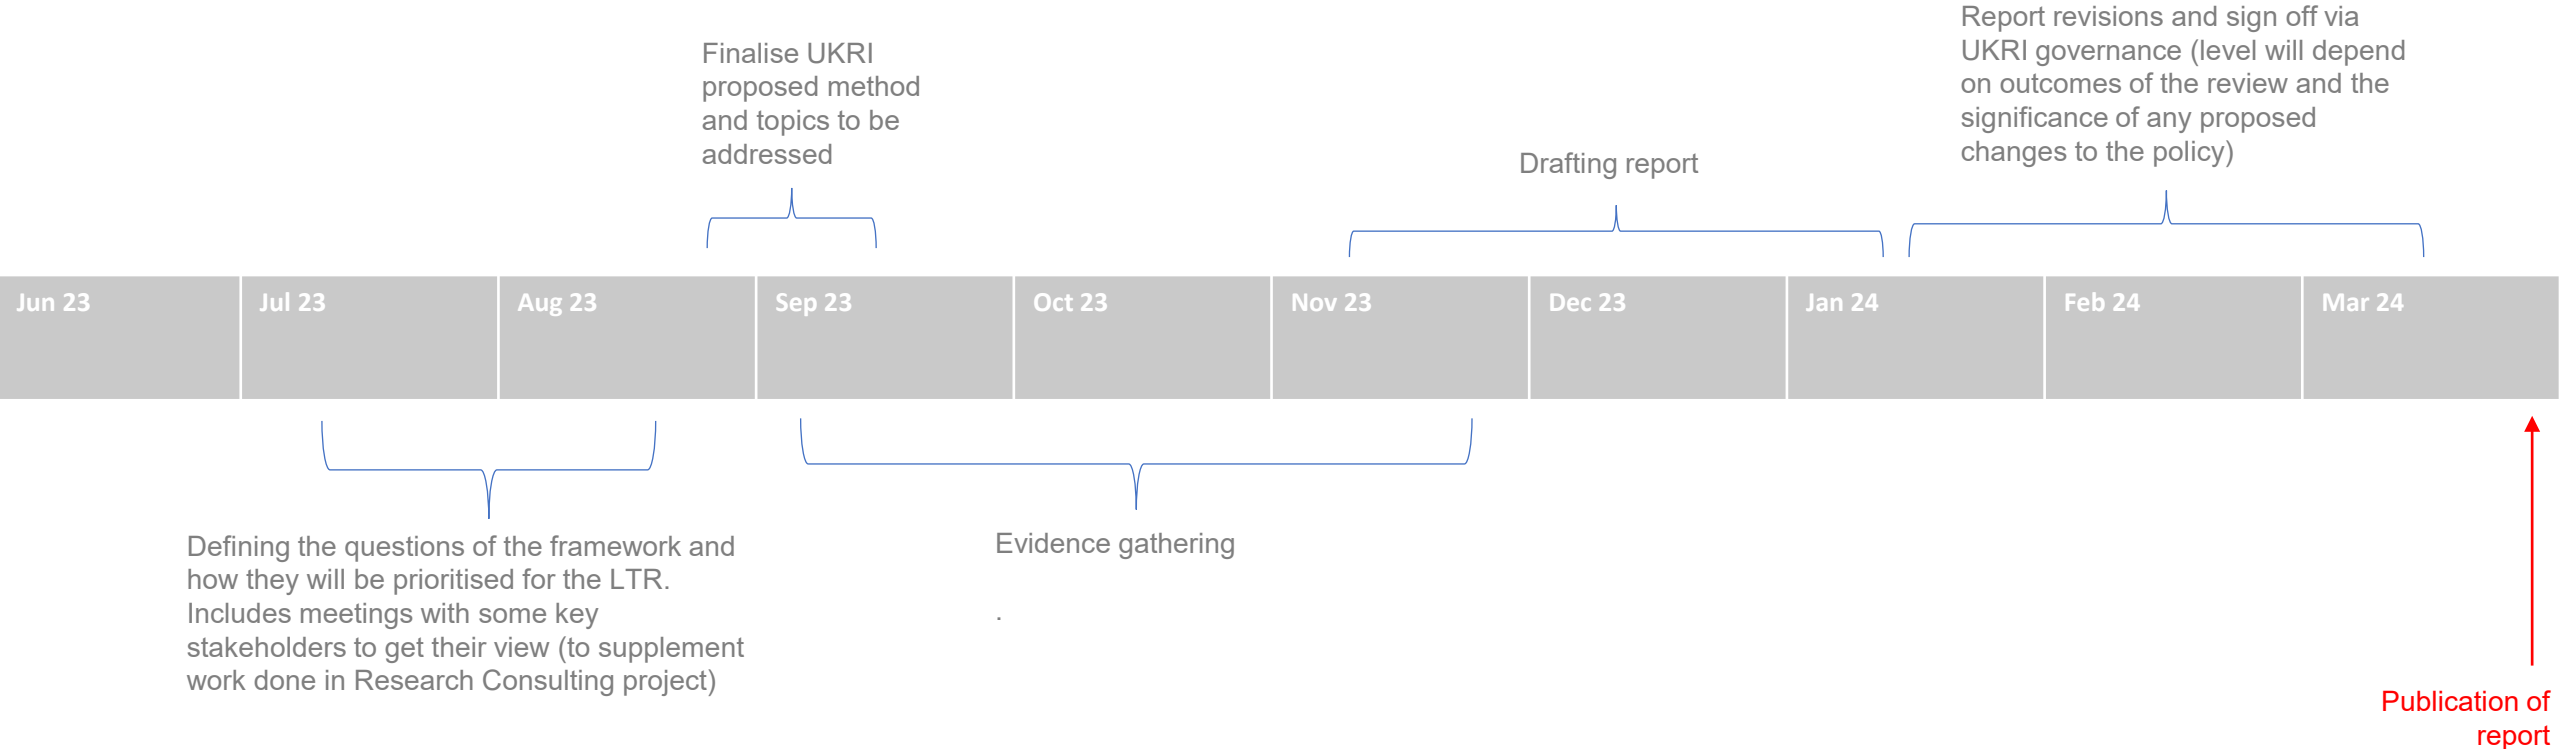 Report revisions and sign off via
UKRI governance (level will depend
on outcomes of the review and the
significance of any proposed
changes to the policy)
Finalise UKRI
proposed method
and topics to be
addressed
Drafting report
Jun 23
Jul 23
Aug 23
Sep 23
Oct 23
Nov 23
Dec 23
Jan 24
Feb 24
Mar 24
Defining the questions of the framework and
how they will be prioritised for the LTR.
Includes meetings with some key
stakeholders to get their view (to supplement
work done in Research Consulting project)
Evidence gathering
.
Publication of
report